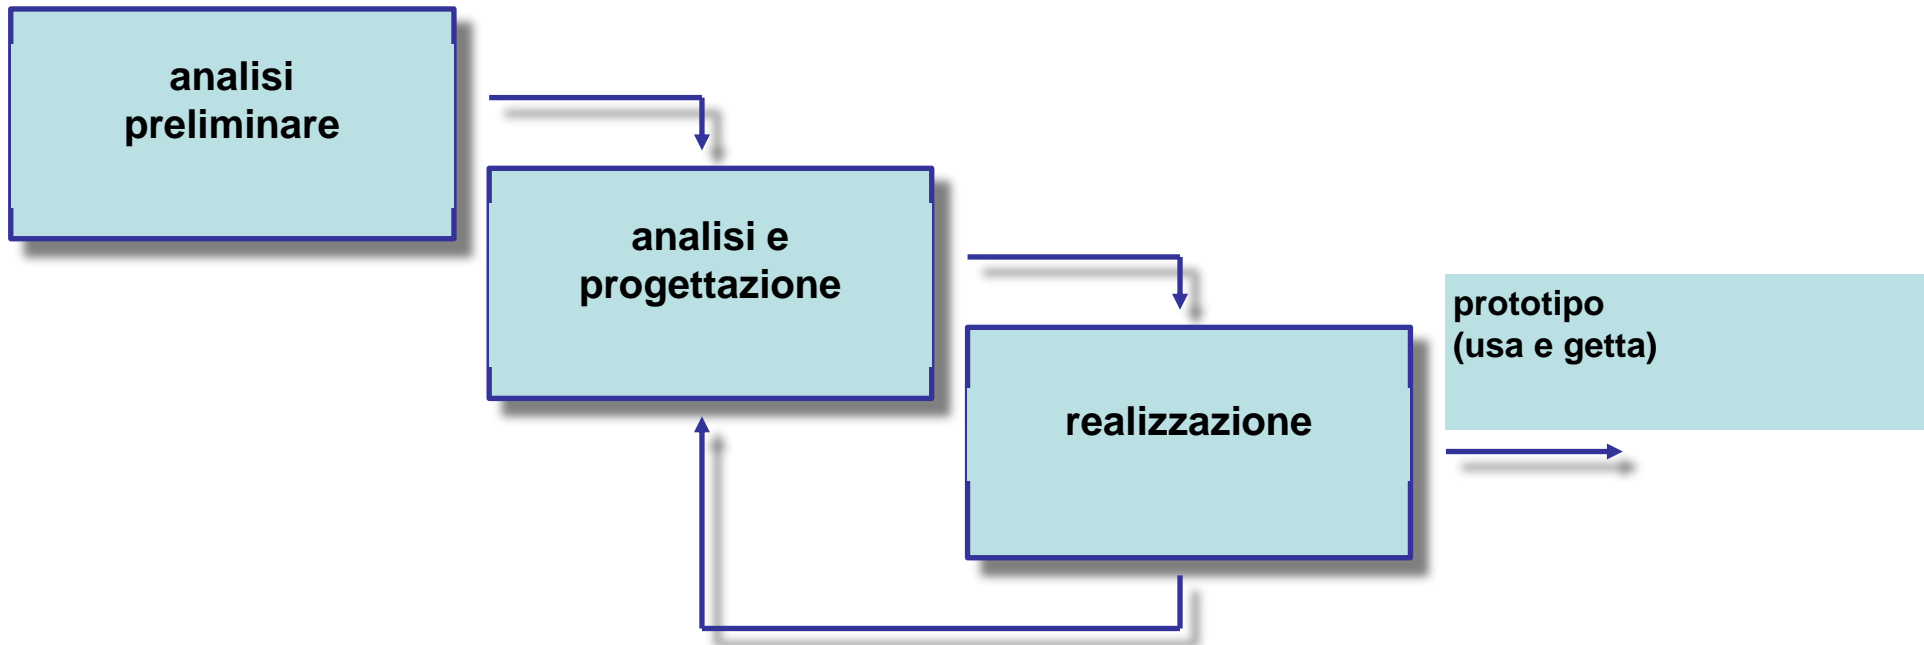 analisi
preliminare
analisi e
progettazione
realizzazione
prototipo
(usa e getta)